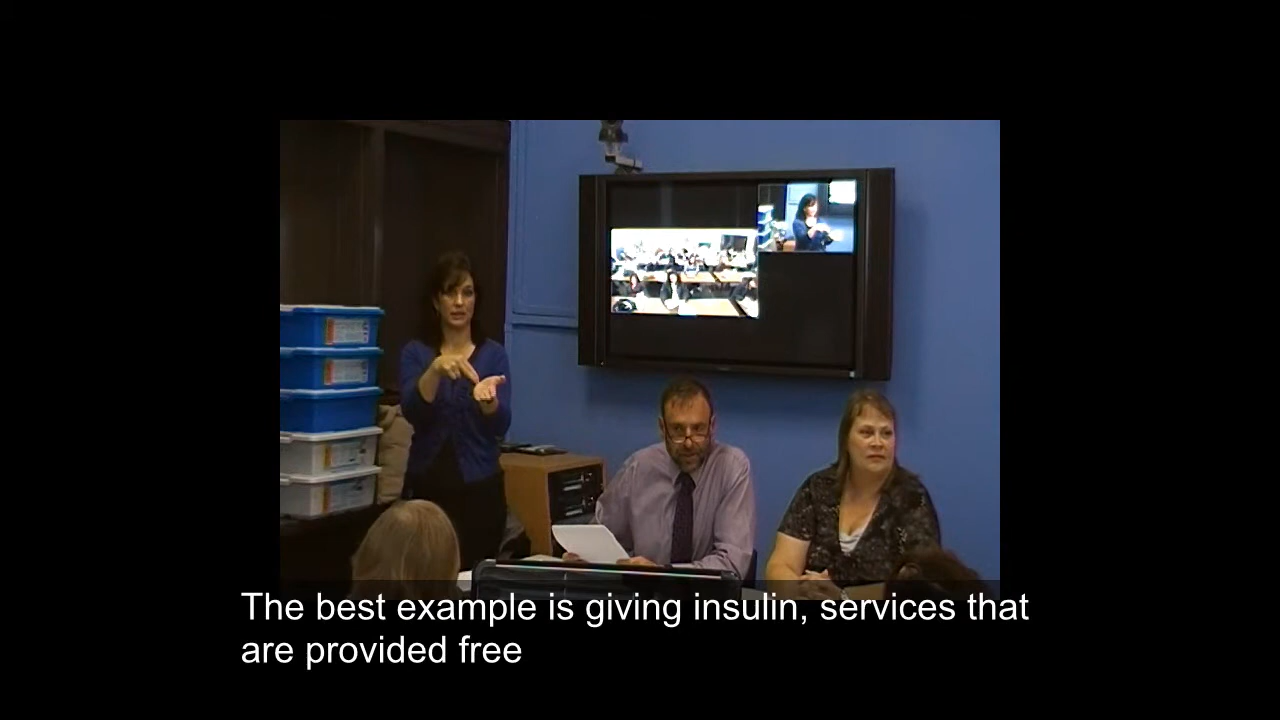 The best example is giving insulin, services that
are provided free